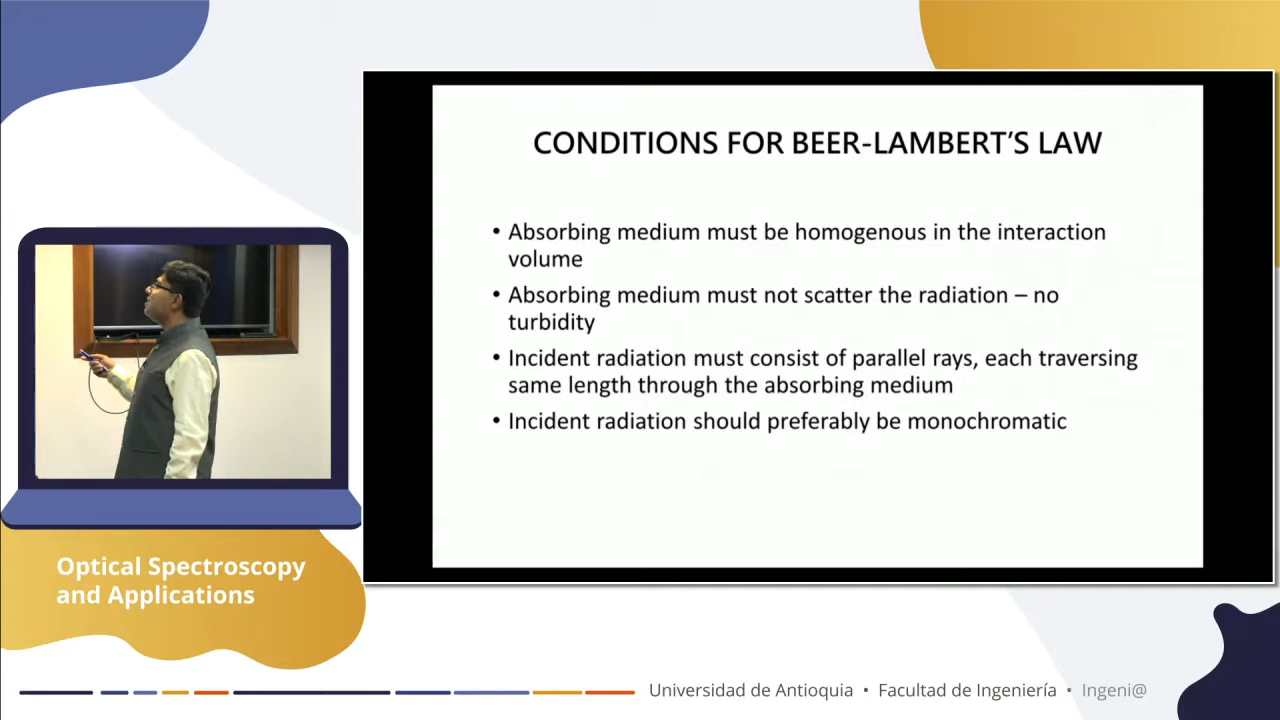 CONDITIONS FOR BEER-LAMBERT'S LAW
• Absorbing medium must be homogenous in the interaction
volume
• Absorbing medium must not scatter the radiation – no
turbidity
• Incident radiation must consist of parallel rays, each traversing
same length through the absorbing medium
• Incident radiation should preferably be monochromatic
Optical Spectroscopy
and Applications
Universidad de Antioquia • Facultad de Ingeniería • Ingeni@